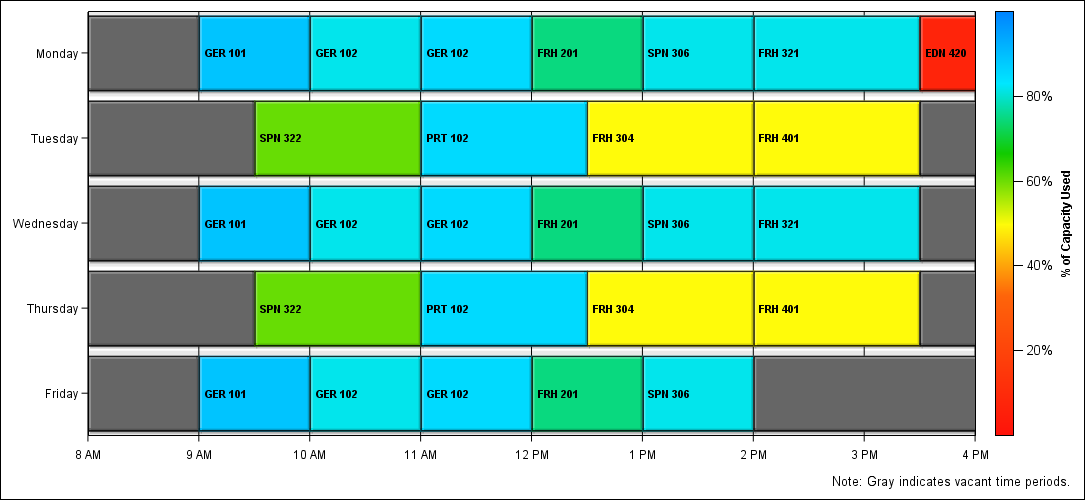 Monday GER 101 GER 102 GER 102 FRH 201 SPN 306 FRH 321 EDN 420
80%
Tuesday SPN 322 PRT 102 FRH 304 FRH 401
60%
Wednesday GER 101 GER 102 GER 102 FRH 201 SPN 306 FRH 321
% of Capacity Used
40%
Thursday SPN 322 PRT 102 FRH 304 FRH 401
20%
Friday GER 101 GER 102 GER 102 FRH 201 SPN 306
8 AM 9 AM 10 AM 11 AM 12 PM 1 PM 2 PM 3 PM 4 PM
Note: Gray indicates vacant time periods.